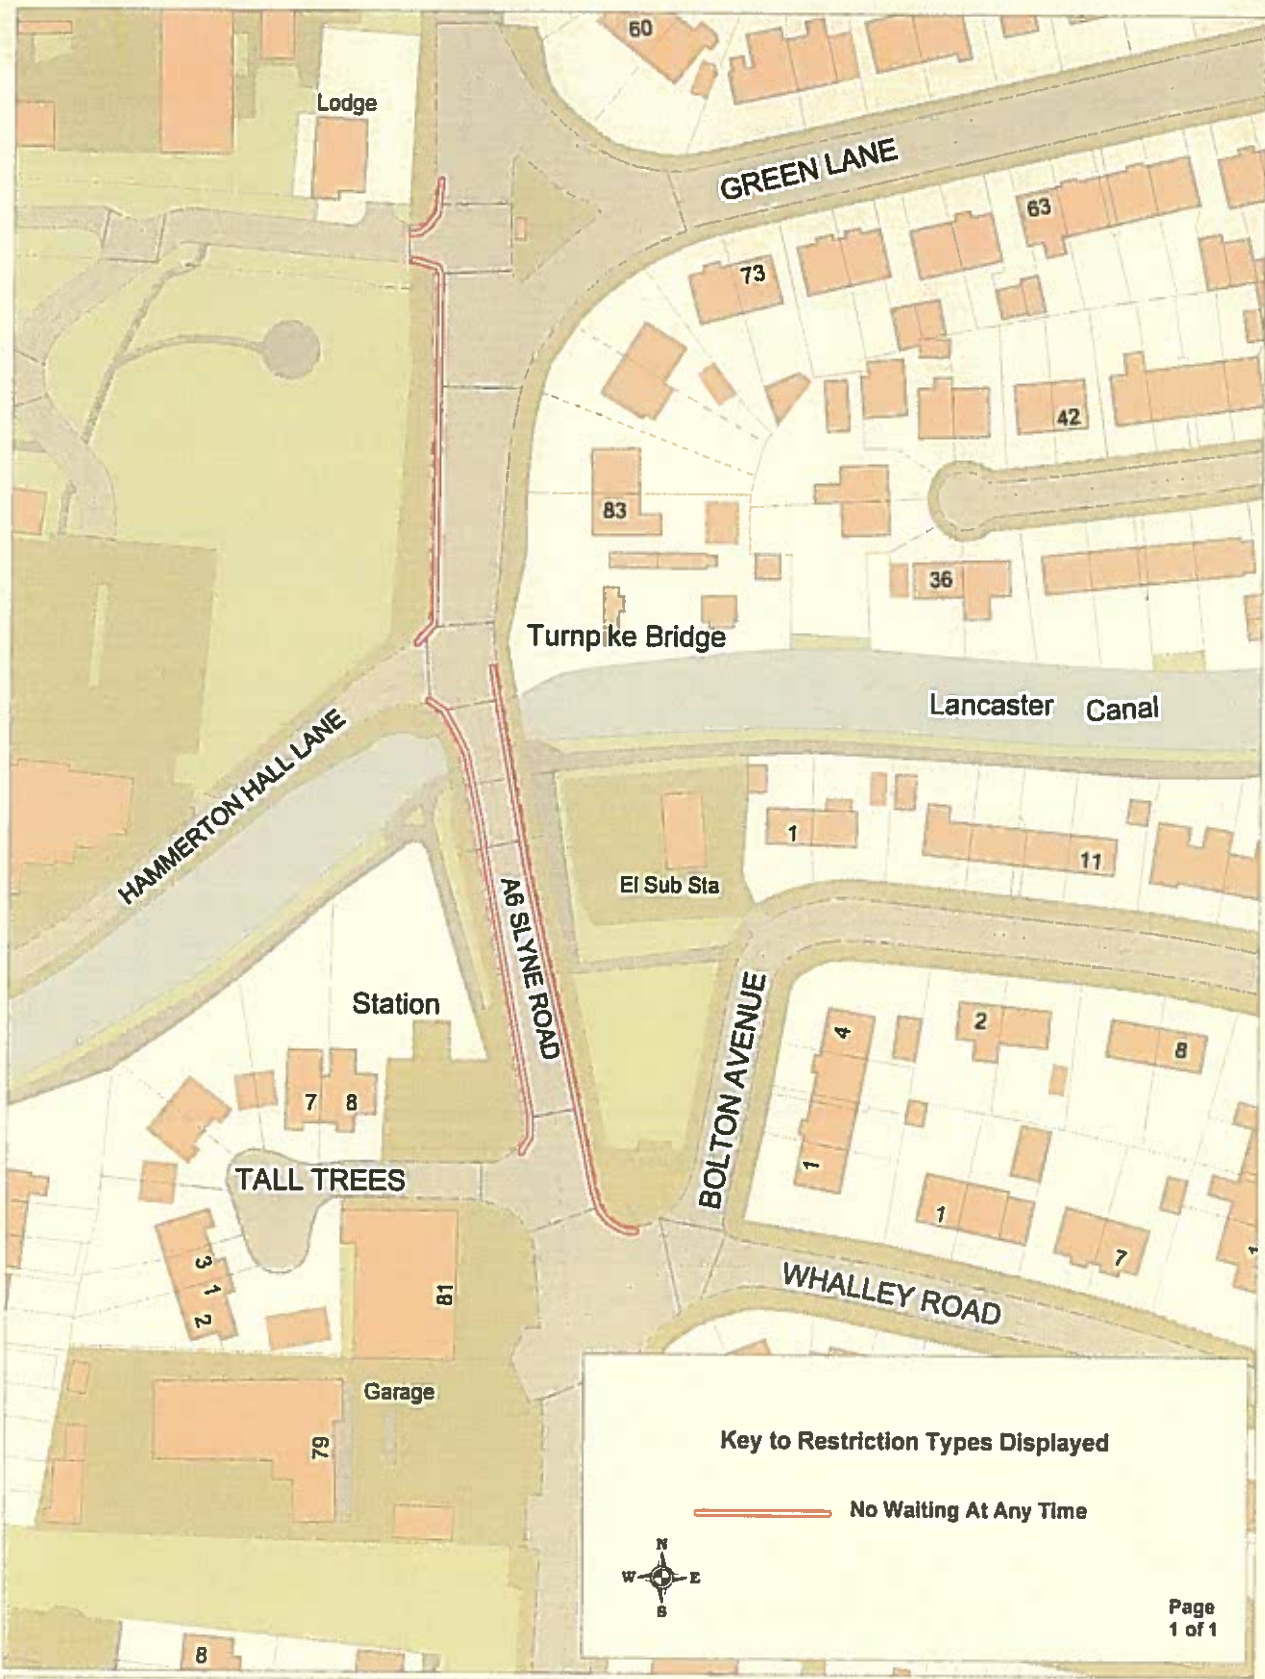 60
Lodge
GREEN LANE
63
73
42
83
36
Turnpike Bridge
Lancaster Canal
HAMMERTON HALL LANE
1
11
El Sub Sta
A6 SLYNE ROAD
Station
BOLTON AVENUE
4
2
8
7 8
TALL TREES
1
1
7
1
3
1
2
81
WHALLEY ROAD
Garage
79
Key to Restriction Types Displayed
No Waiting At Any Time
N
W E
S
Page
1 of 1
8